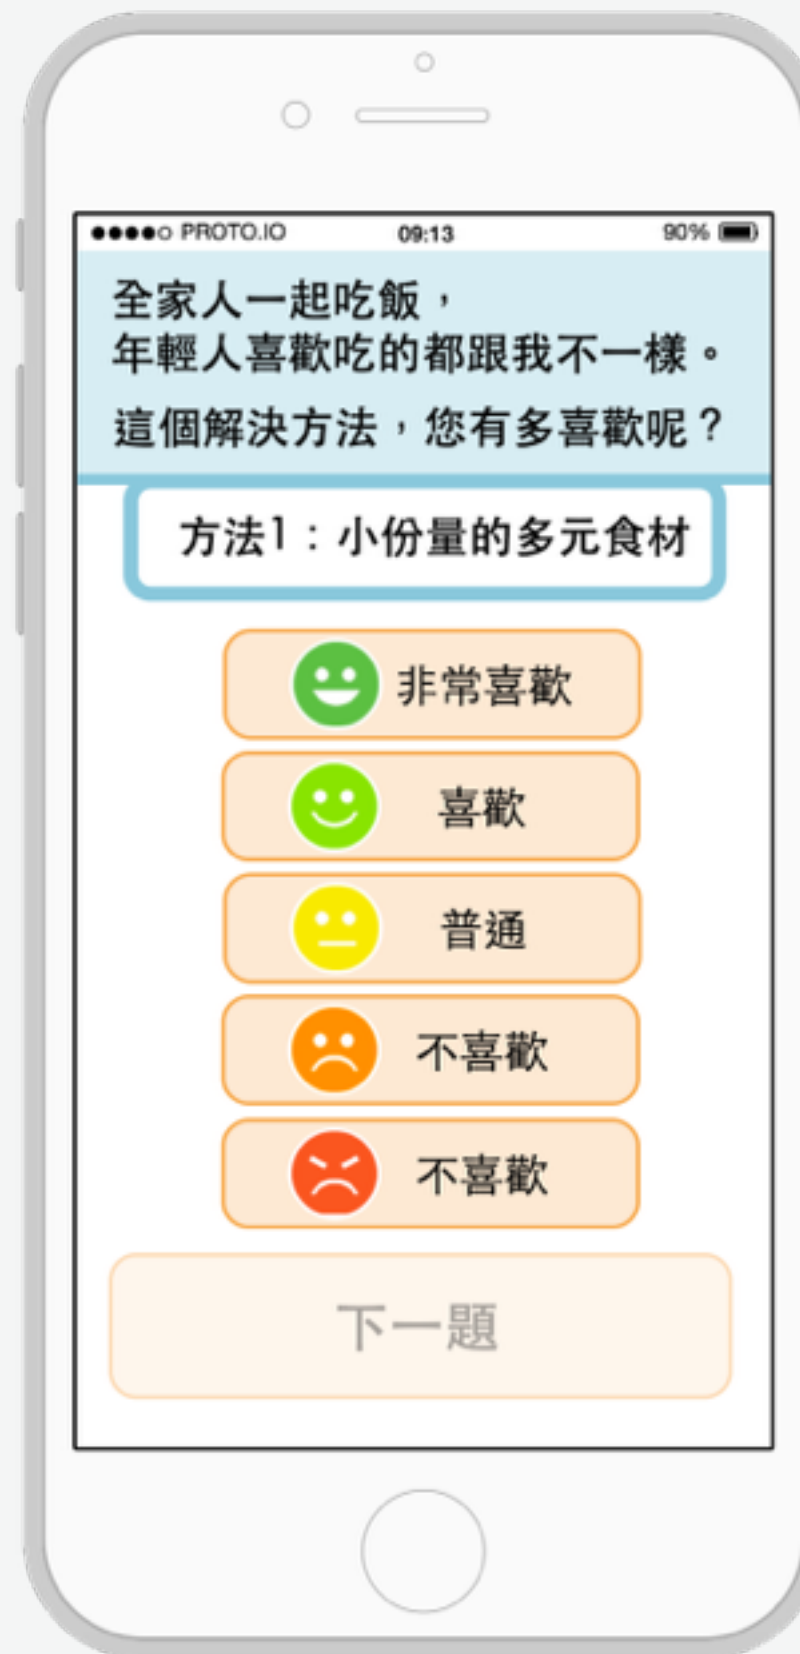 PROTO.IO 09:13 90%
全家人一起吃飯，
年輕人喜歡吃的都跟我不一樣。
這個解決方法，您有多喜歡呢？
方法1：小份量的多元食材
非常喜歡
喜歡
普通
不喜歡
不喜歡
下一題